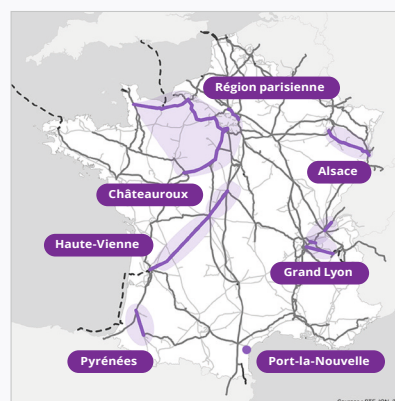 Région parisienne
Alsace
Châteauroux
Haute-Vienne
Grand Lyon
Pyrénées
Port-la-Nouvelle